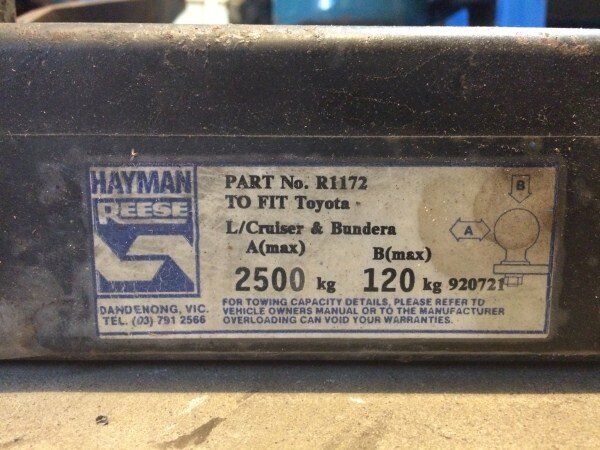 HAYMAN
REESE
DANDENONG, VIC.
TEL. (03) 791 2566
PART No. R1172
TO FIT Toyota
L/Cruiser & Bundera
A(max) B(max)
2500 kg 120 kg 920721
FOR TOWING CAPACITY DETAILS, PLEASE REFER TO
VEHICLE OWNERS MANUAL OR TO THE MANUFACTURER
OVERLOADING CAN VOID YOUR WARRANTIES.
B
A